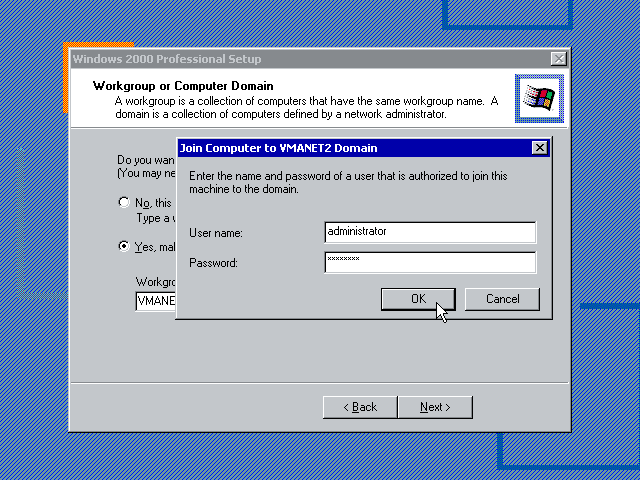 Windows 2000 Professional Setup
Workgroup or Computer Domain
A workgroup is a collection of computers that have the same workgroup name. A
domain is a collection of computers defined by a network administrator.
Join Computer to VMANET2 Domain
Enter the name and password of a user that is authorized to join this
machine to the domain.
User name: administrator
Password: xxxxxxxx
OK Cancel
Do you wan
(You may ne
No, this
Type a
Yes, mal
Workgro
VMANE
< Back Next >